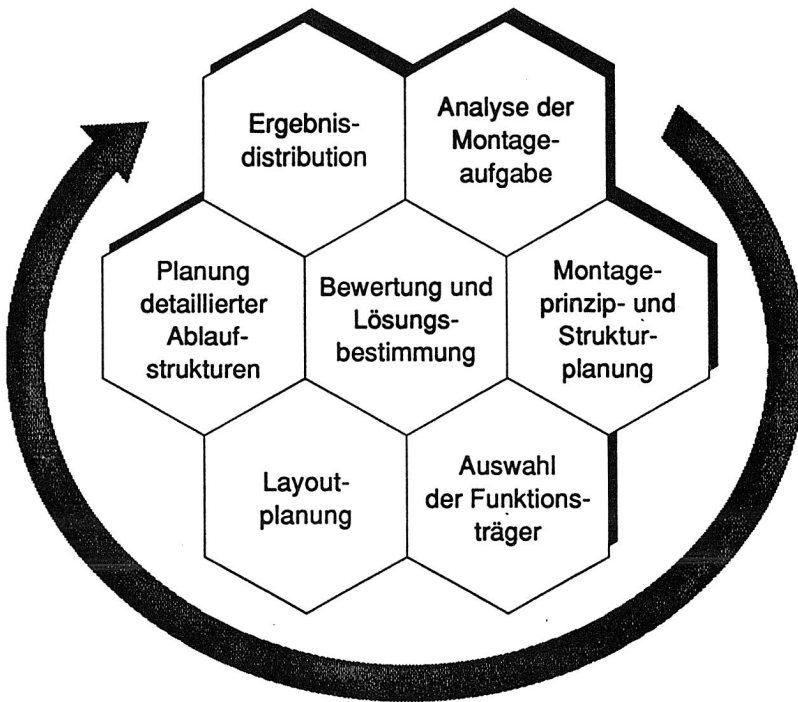 Ergebnis-
distribution
Analyse der
Montage-
aufgabe
Planung
detaillierter
Ablauf-
strukturen
Bewertung und
Lösungs-
bestimmung
Montage-
prinzip- und
Struktur-
planung
Layout-
planung
Auswahl
der Funktions-
träger